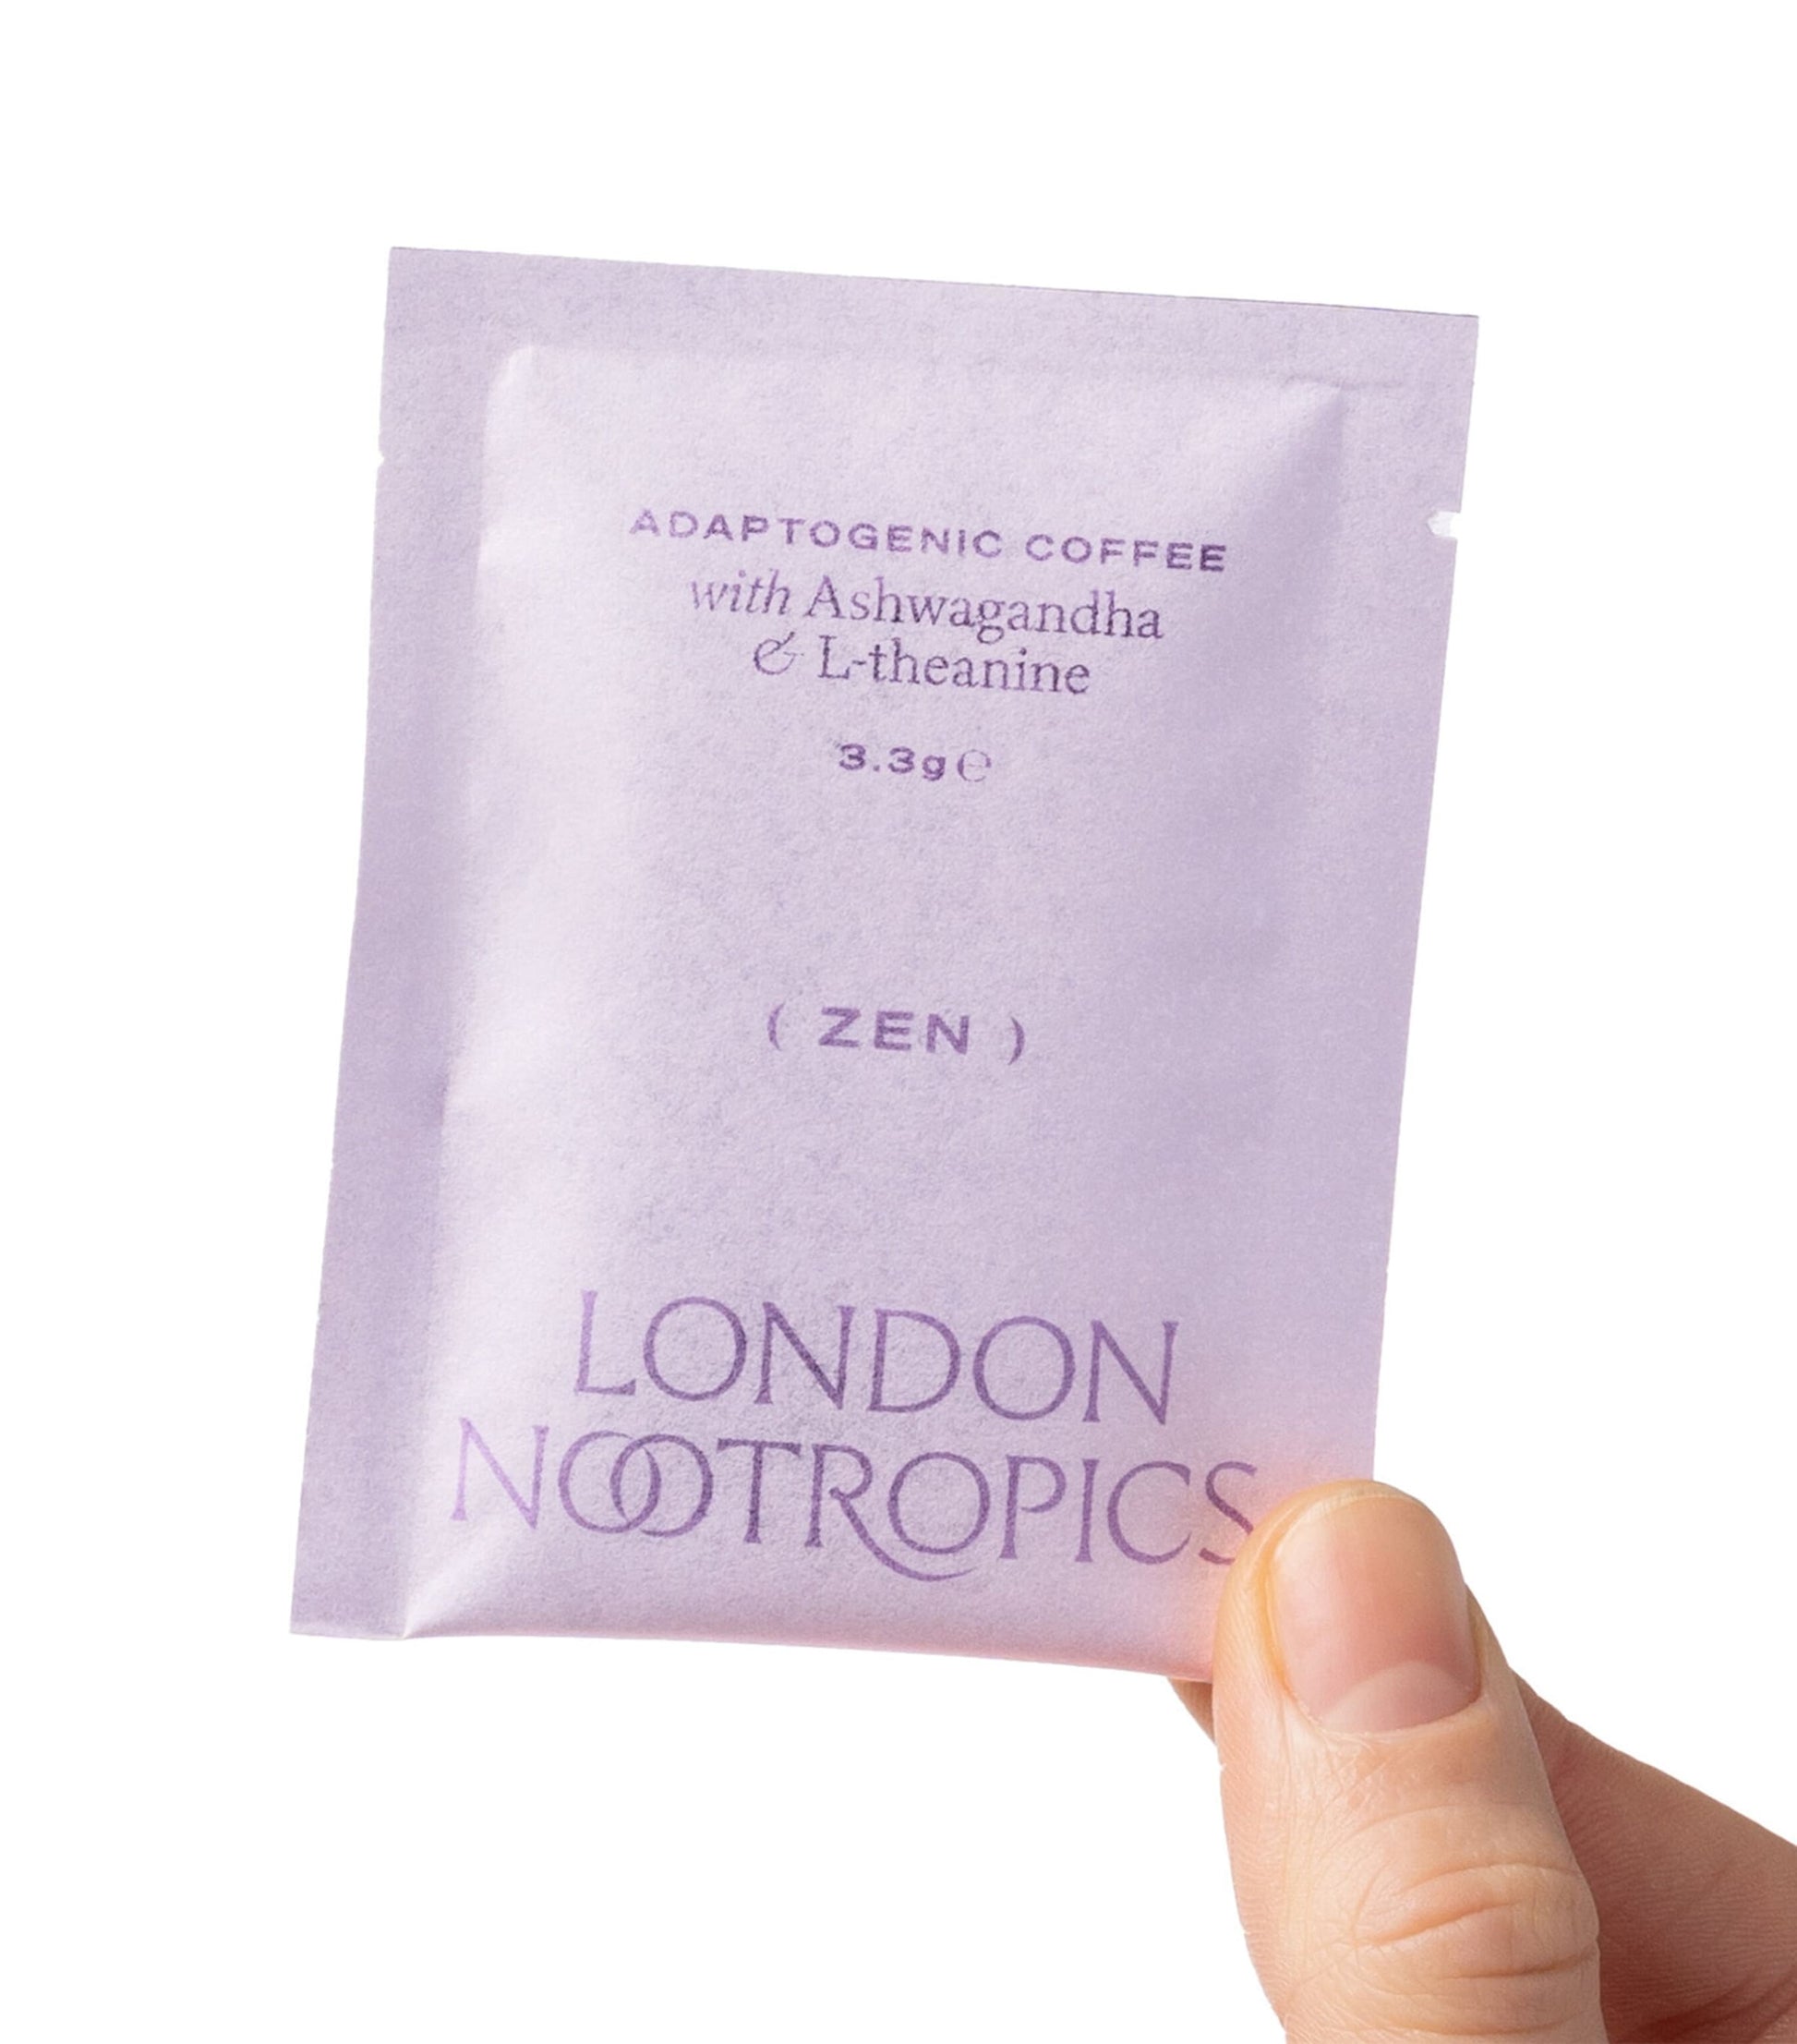 ADAPTOGENIC COFFEE
with Ashwagandha
& L-theanine
3.3g ℮
( ZEN )
LONDON
NOOTROPICS